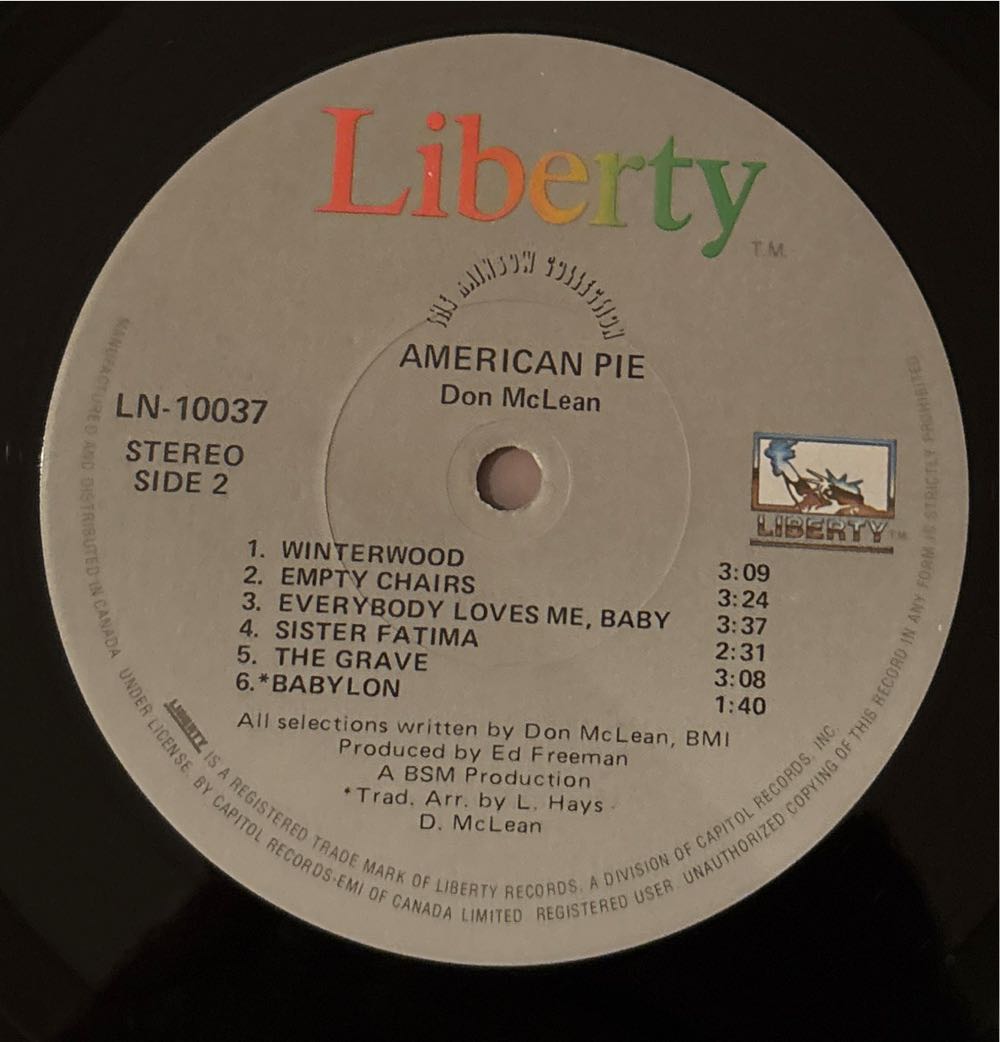 Liberty
T.M.
THE RAINBOW COLLECTION
AMERICAN PIE
Don McLean
LN-10037
STEREO
SIDE 2
LIBERTY TM
1. WINTERWOOD 3:09
2. EMPTY CHAIRS 3:24
3. EVERYBODY LOVES ME, BABY 3:37
4. SISTER FATIMA 2:31
5. THE GRAVE 3:08
6.*BABYLON 1:40
All selections written by Don McLean, BMI
Produced by Ed Freeman
A BSM Production
*Trad. Arr. by L. Hays
D. McLean
LIBERTY IS A REGISTERED TRADE MARK OF LIBERTY RECORDS, A DIVISION OF CAPITOL RECORDS, INC.
MANUFACTURED AND DISTRIBUTED IN CANADA UNDER LICENSE BY CAPITOL RECORDS-EMI OF CANADA LIMITED REGISTERED USER. UNAUTHORIZED COPYING OF THIS RECORD IN ANY FORM IS STRICTLY PROHIBITED